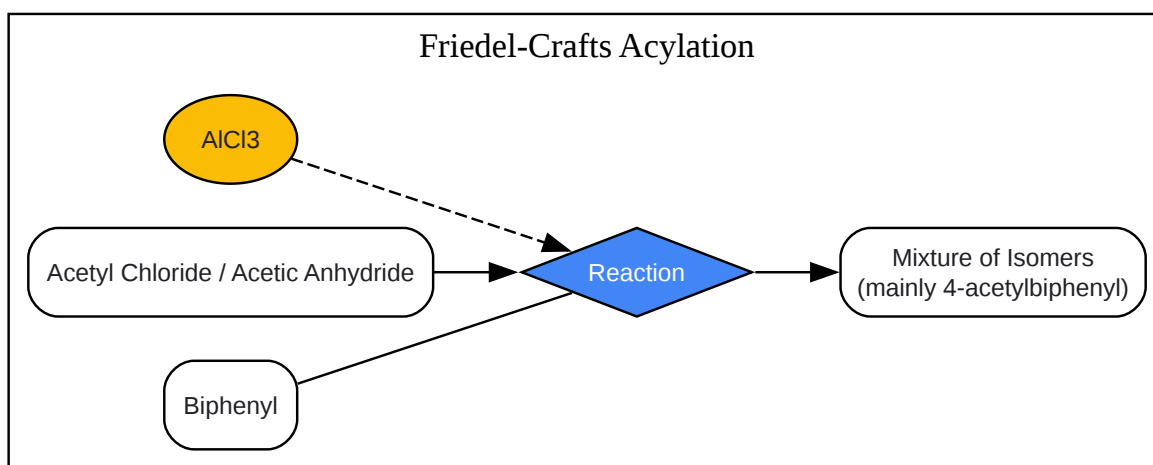 Friedel-Crafts Acylation
AlCl3
Acetyl Chloride / Acetic Anhydride
Reaction
Mixture of Isomers
(mainly 4-acetylbiphenyl)
Biphenyl